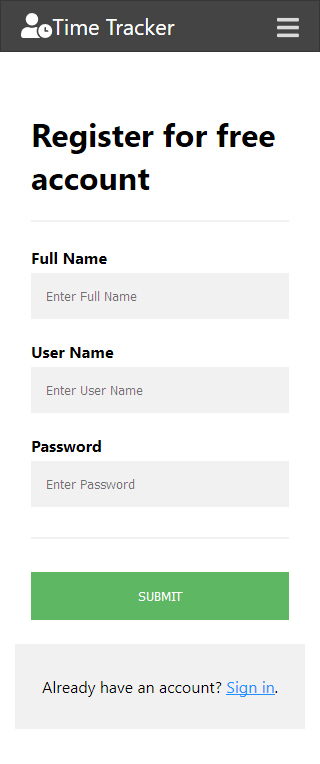 Time Tracker
Register for free
account
Full Name
Enter Full Name
User Name
Enter User Name
Password
Enter Password
SUBMIT
Already have an account? Sign in.